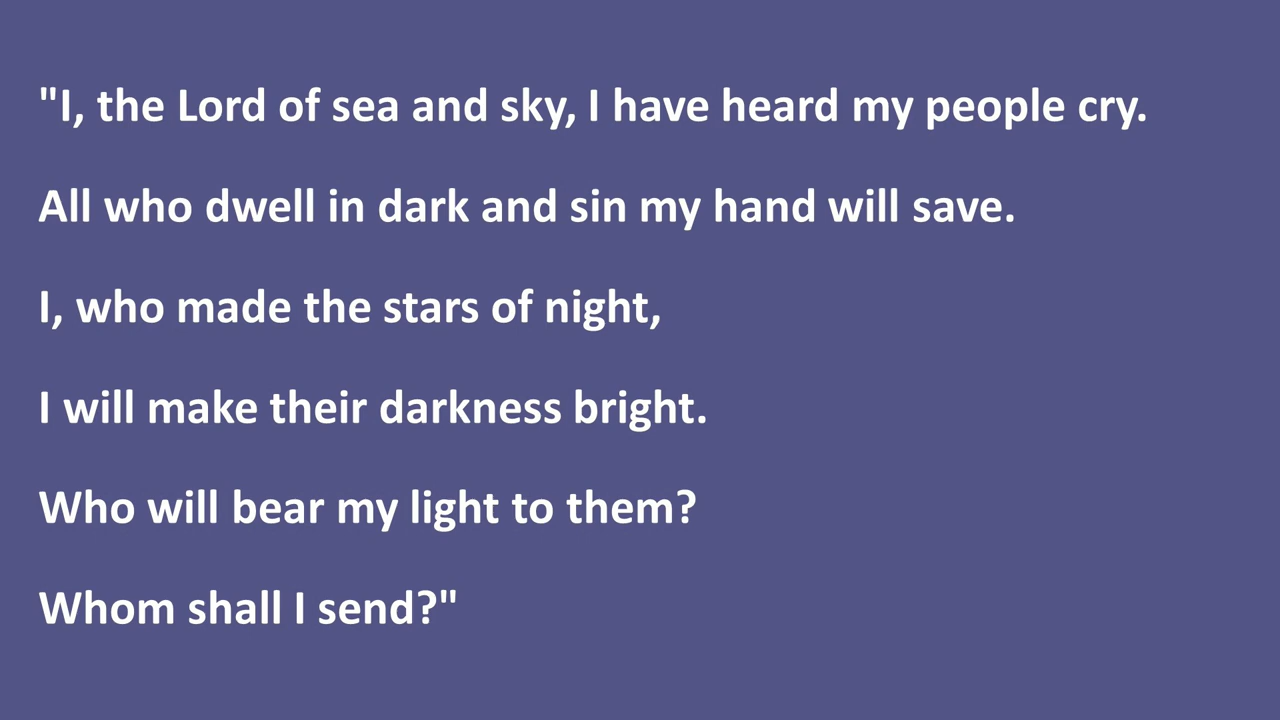 "I, the Lord of sea and sky, I have heard my people cry.
All who dwell in dark and sin my hand will save.
I, who made the stars of night,
I will make their darkness bright.
Who will bear my light to them?
Whom shall I send?"